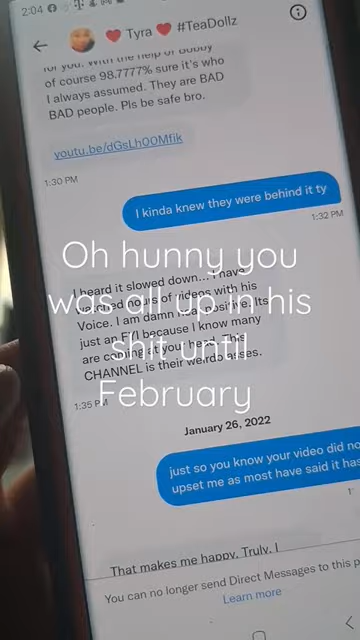 2:04
Tyra #TeaDollz
for you. With the help of Bobby
of course 98.7777% sure it's who
I always assumed. They are BAD
BAD people. Pls be safe bro.
youtu.be/dGsLhOOMfik
1:30 PM
I kinda knew they were behind it ty
1:32 PM
Oh hunny you
was all up in his
shit until
February
I heard it slowed down... I have
watched hours of videos with his
Voice. I am damn near positive. Its
just an FYI because I know many
are coming at your head. This
CHANNEL is their weirdo asses.
1:35 PM
January 26, 2022
just so you know your video did no
upset me as most have said it has
That makes me happy. Truly. I
You can no longer send Direct Messages to this p
Learn more